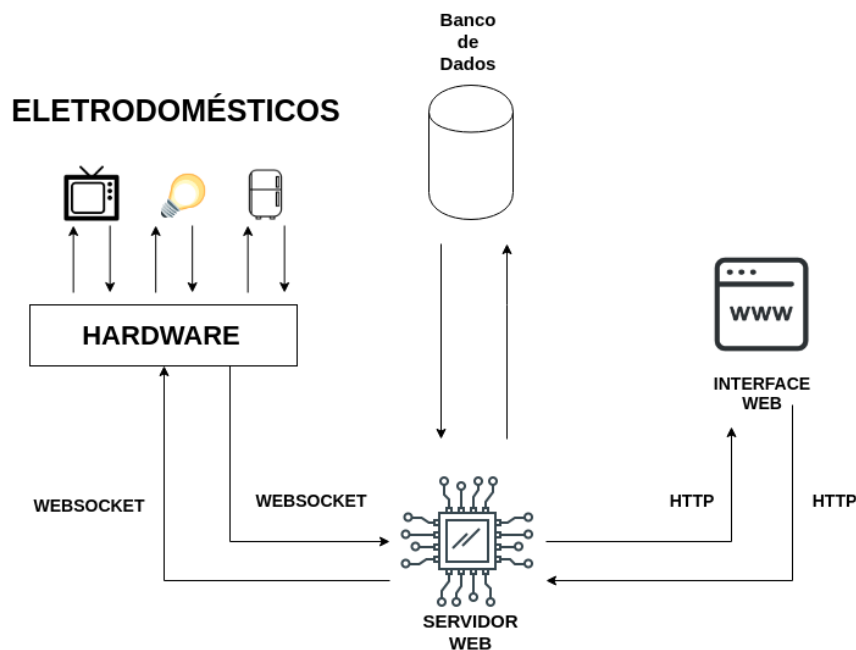 Banco
de
Dados
ELETRODOMÉSTICOS
HARDWARE
WWW
INTERFACE
WEB
WEBSOCKET
WEBSOCKET
HTTP
HTTP
SERVIDOR
WEB